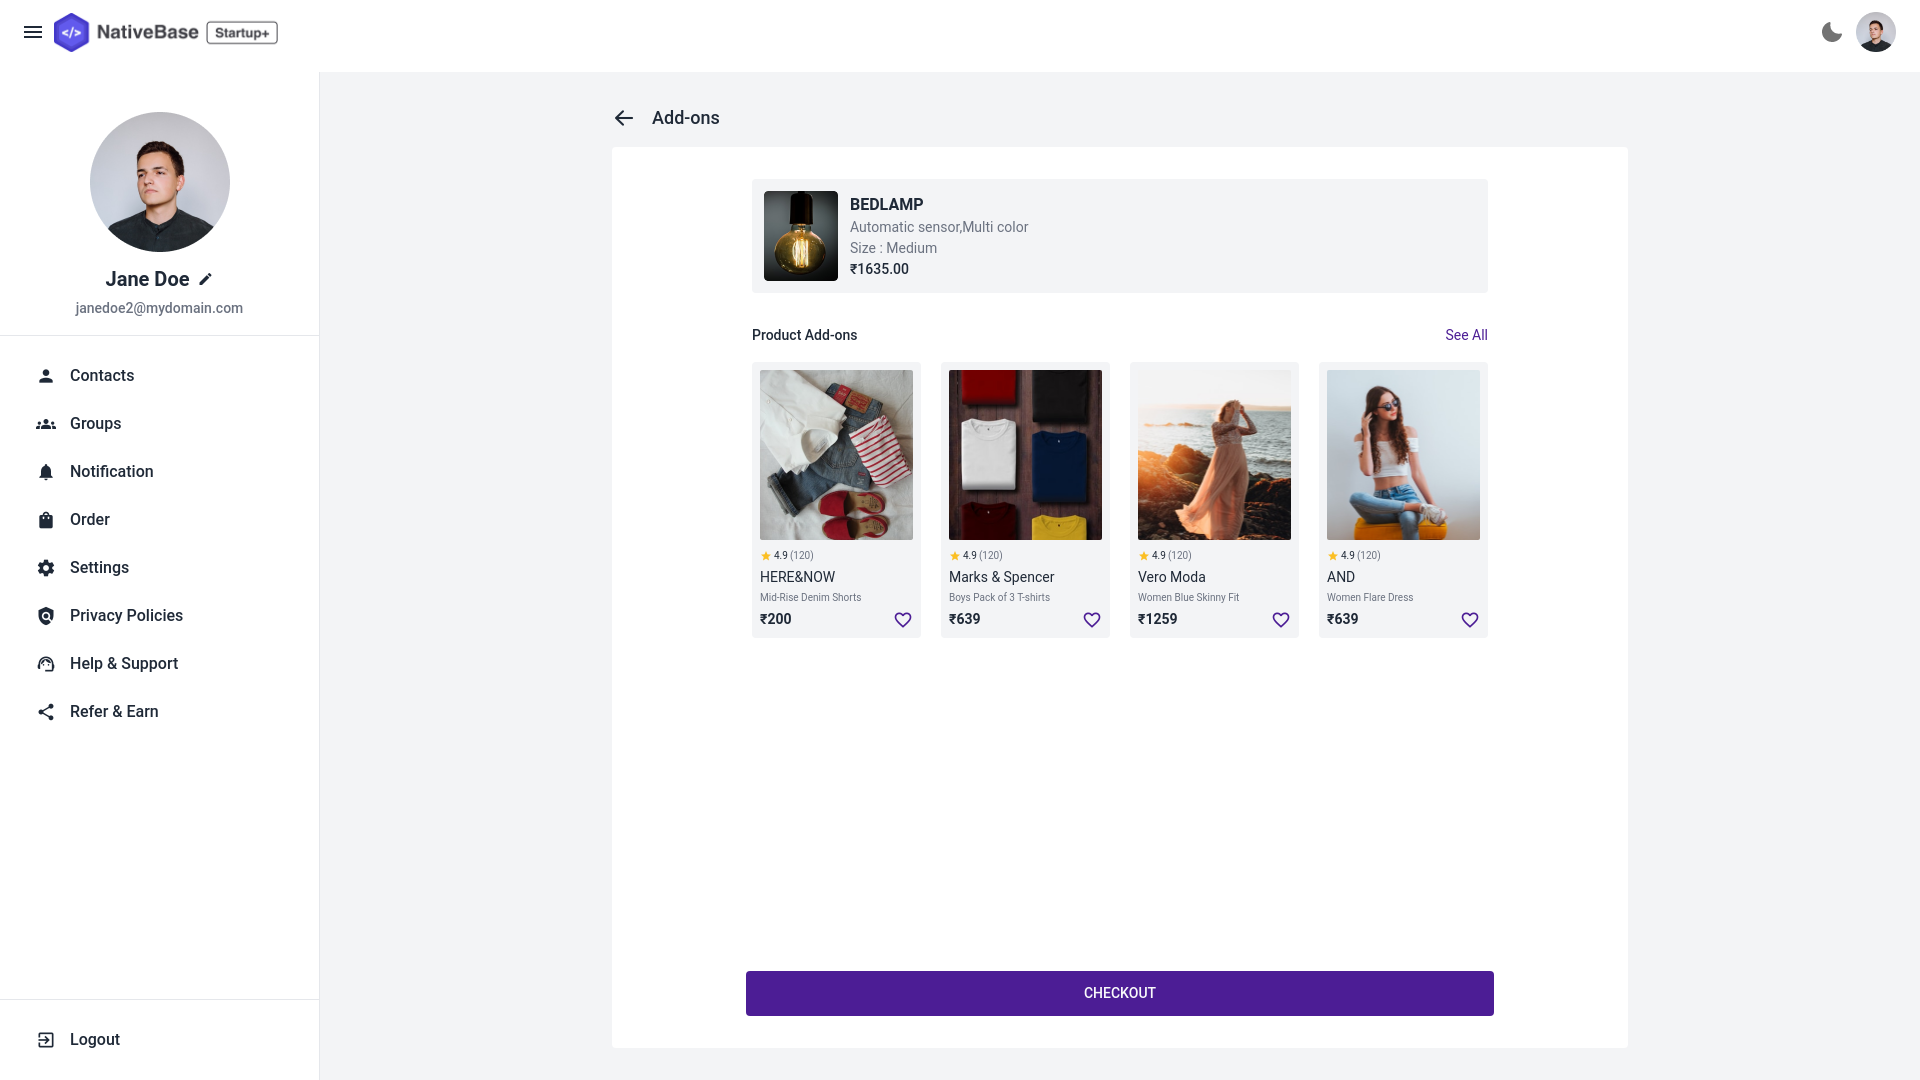 </>
NativeBase
Startup+
Jane Doe
janedoe2@mydomain.com
Contacts
Groups
Notification
Order
Settings
Privacy Policies
Help & Support
Refer & Earn
Logout
Add-ons
BEDLAMP
Automatic sensor,Multi color
Size : Medium
₹1635.00
Product Add-ons
See All
4.9 (120)
HERE&NOW
Mid-Rise Denim Shorts
₹200
4.9 (120)
Marks & Spencer
Boys Pack of 3 T-shirts
₹639
4.9 (120)
Vero Moda
Women Blue Skinny Fit
₹1259
4.9 (120)
AND
Women Flare Dress
₹639
CHECKOUT